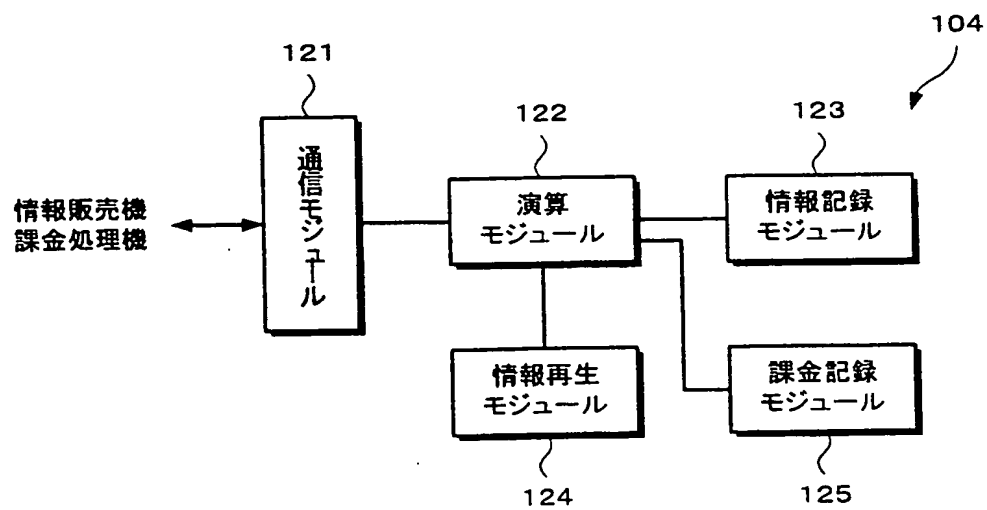 104
121
122
123
通信モジュール
情報販売機
課金処理機
演算
モジュール
情報記録
モジュール
情報再生
モジュール
課金記録
モジュール
124
125